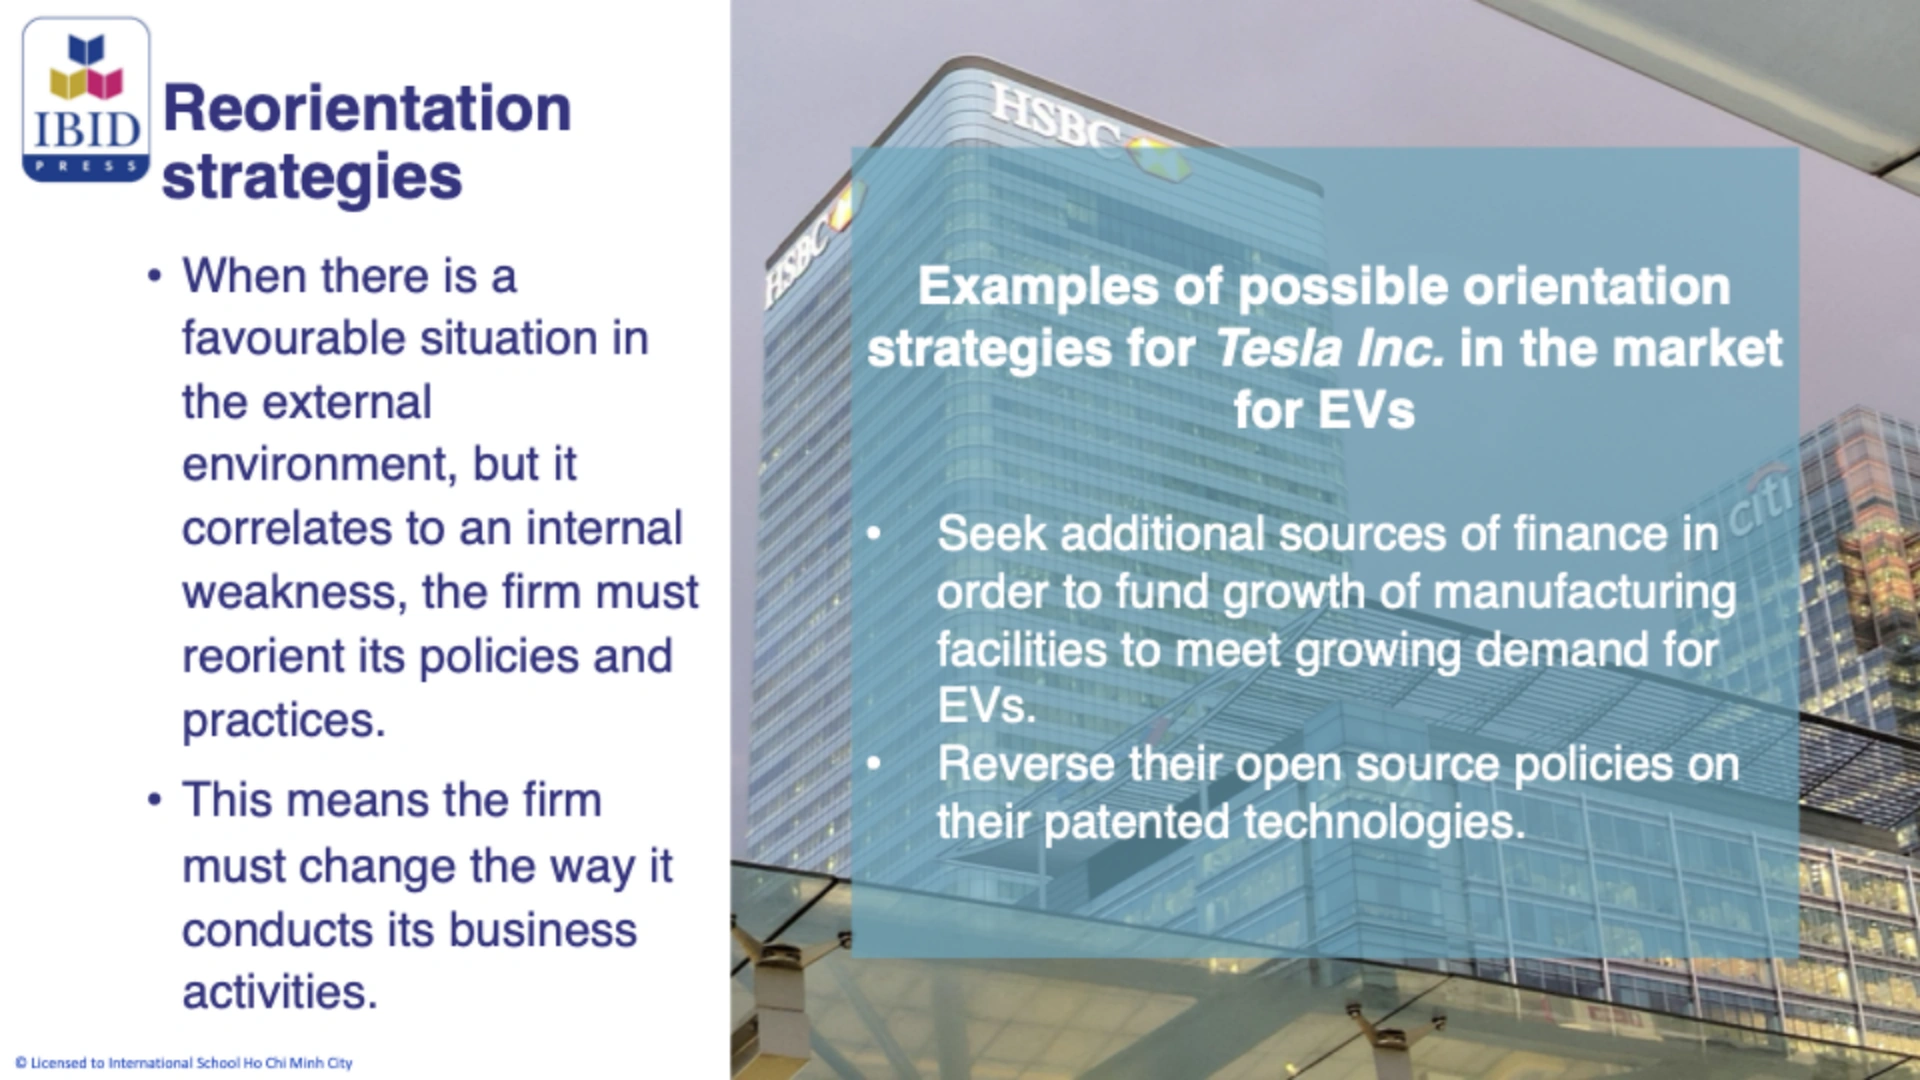 IBID
PRESS
Reorientation
strategies
• When there is a
favourable situation in
the external
environment, but it
correlates to an internal
weakness, the firm must
reorient its policies and
practices.
• This means the firm
must change the way it
conducts its business
activities.
© Licensed to International School Ho Chi Minh City
HSBC
HSBC
citi
Examples of possible orientation
strategies for Tesla Inc. in the market
for EVs
• Seek additional sources of finance in
order to fund growth of manufacturing
facilities to meet growing demand for
EVs.
• Reverse their open source policies on
their patented technologies.